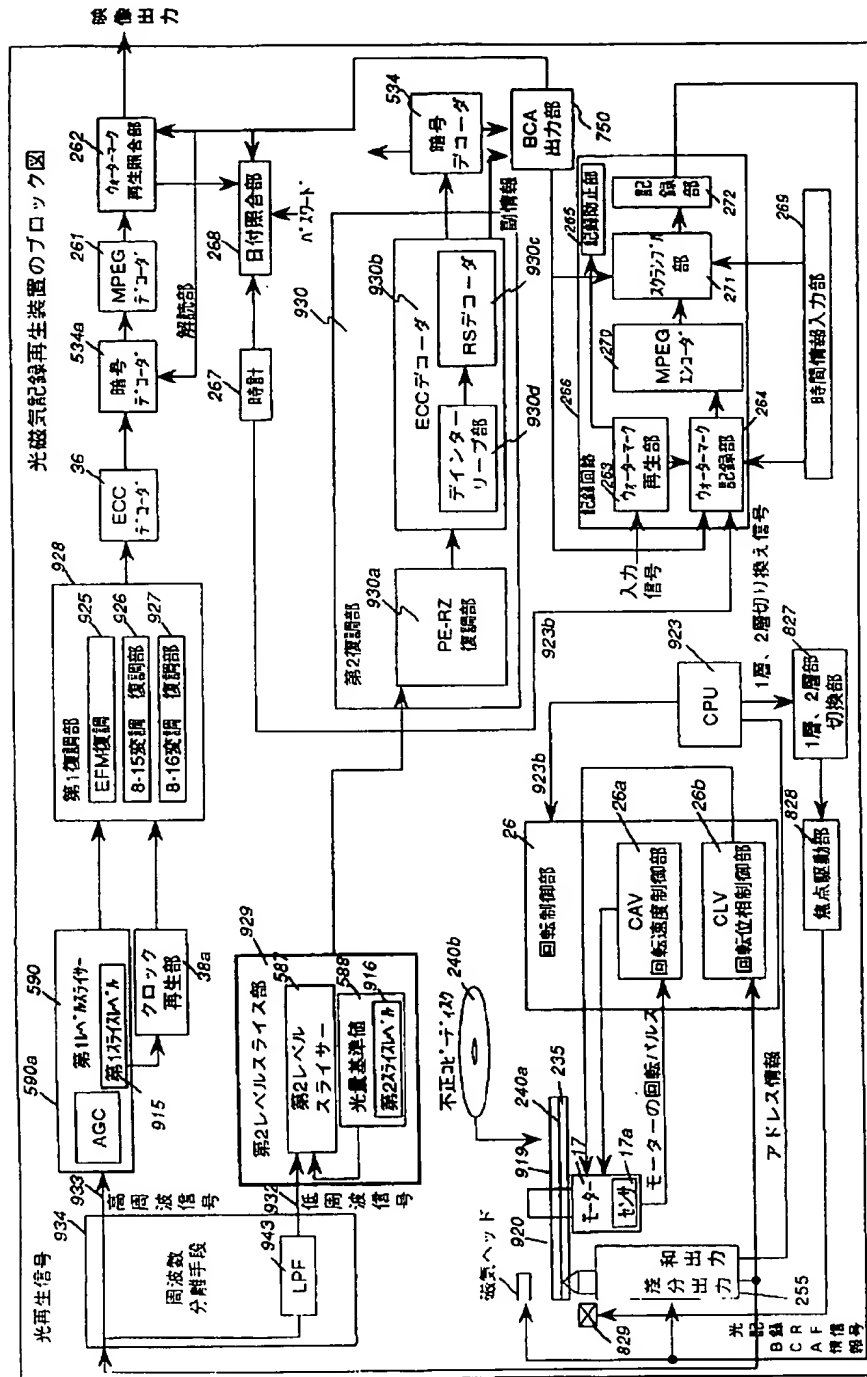 光磁気記録再生装置のブロック図
光再生信号
934
周波数
分離手段
943
LPF
933
高周波信号
932
低周波信号
590a
590
第1レベルスライサー
AGC
第1スライスレベル
915
クロック
再生部
38a
第1復調部
928
925
EFM復調
926
8-15変調 復調部
927
8-16変調 復調部
36
ECC
デコーダ
534a
暗号
デコーダ
261
MPEG
デコーダ
262
ウォーターマーク
再生照合部
映像出力
解読部
267
時計
268
日付照合部
パスワード
929
第2レベルスライス部
587
第2レベル
スライサー
588
光量基準値
916
第2スライスレベル
930
第2復調部
930a
PE-RZ
復調部
930b
ECCデコーダ
930d
デインター
リーブ部
RSデコーダ
930c
副情報
534
暗号
デコーダ
BCA
出力部
750
不正コピーディスク
240b
240a
235
919
920
磁気ヘッド
17
モーター
17a
センサ
モーターの回転パルス
829
和出力
差分出力
255
光記録
BCA
アドレス情報
26
回転制御部
26a
CAV
回転速度制御部
26b
CLV
回転位相制御部
923b
923
CPU
1層、2層切り換え信号
827
1層、2層部
切換部
828
焦点駆動部
923b
入力
信号
266
記録回路
263
ウォーターマーク
再生部
264
ウォーターマーク
記録部
265
記録防止部
270
MPEG
エンコーダ
スクランブル
部
271
記録部
272
269
時間情報入力部